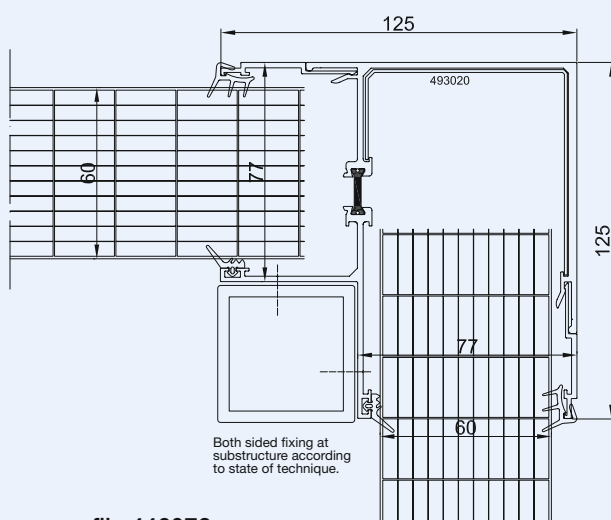 125
493020
60
77
125
77
60
Both sided fixing at
substructure according
to state of technique.